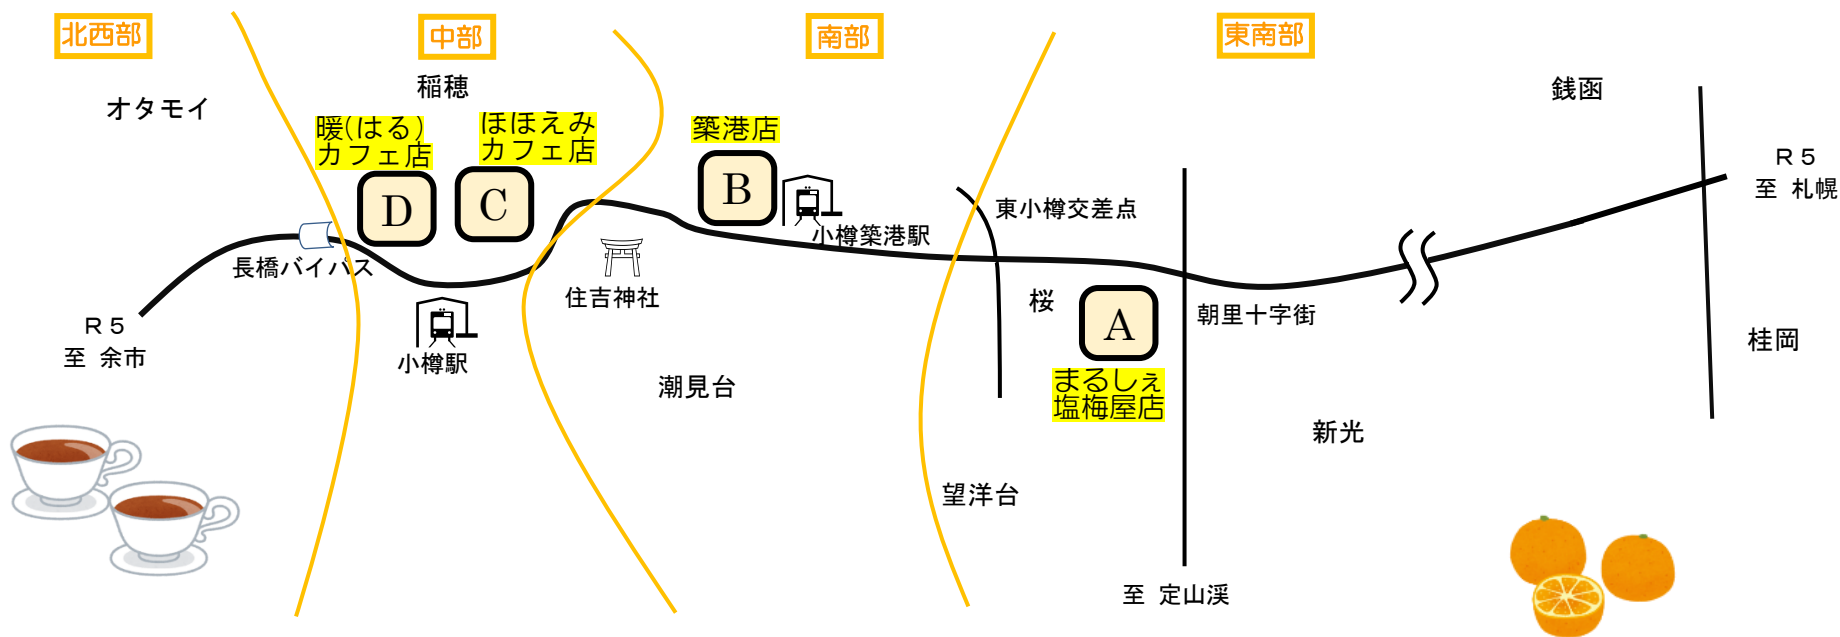 北西部
中部
南部
東南部
稲穂
オタモイ
銭函
暖(はる)
カフェ店
ほほえみ
カフェ店
築港店
D
C
B
Ｒ５
至 札幌
東小樽交差点
小樽築港駅
長橋バイパス
住吉神社
桜
A
朝里十字街
Ｒ５
至 余市
小樽駅
桂岡
潮見台
まるしぇ
塩梅屋店
新光
望洋台
至 定山渓